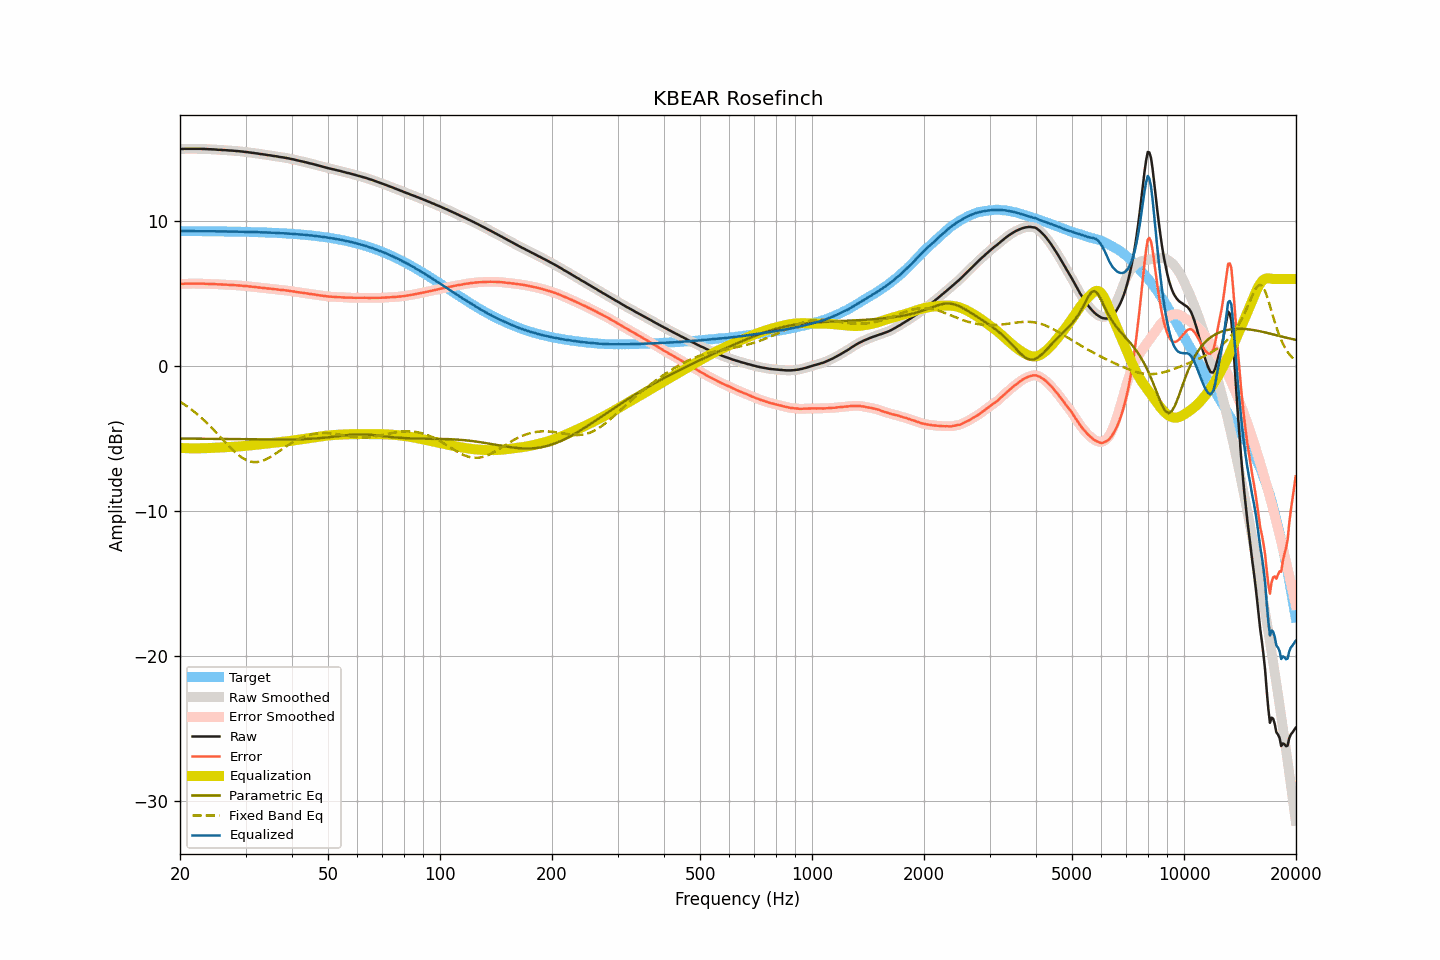 KBEAR Rosefinch
Amplitude (dBr)
10
0
−10
−20
−30
Target
Raw Smoothed
Error Smoothed
Raw
Error
Equalization
Parametric Eq
Fixed Band Eq
Equalized
20 50 100 200 500 1000 2000 5000 10000 20000
Frequency (Hz)